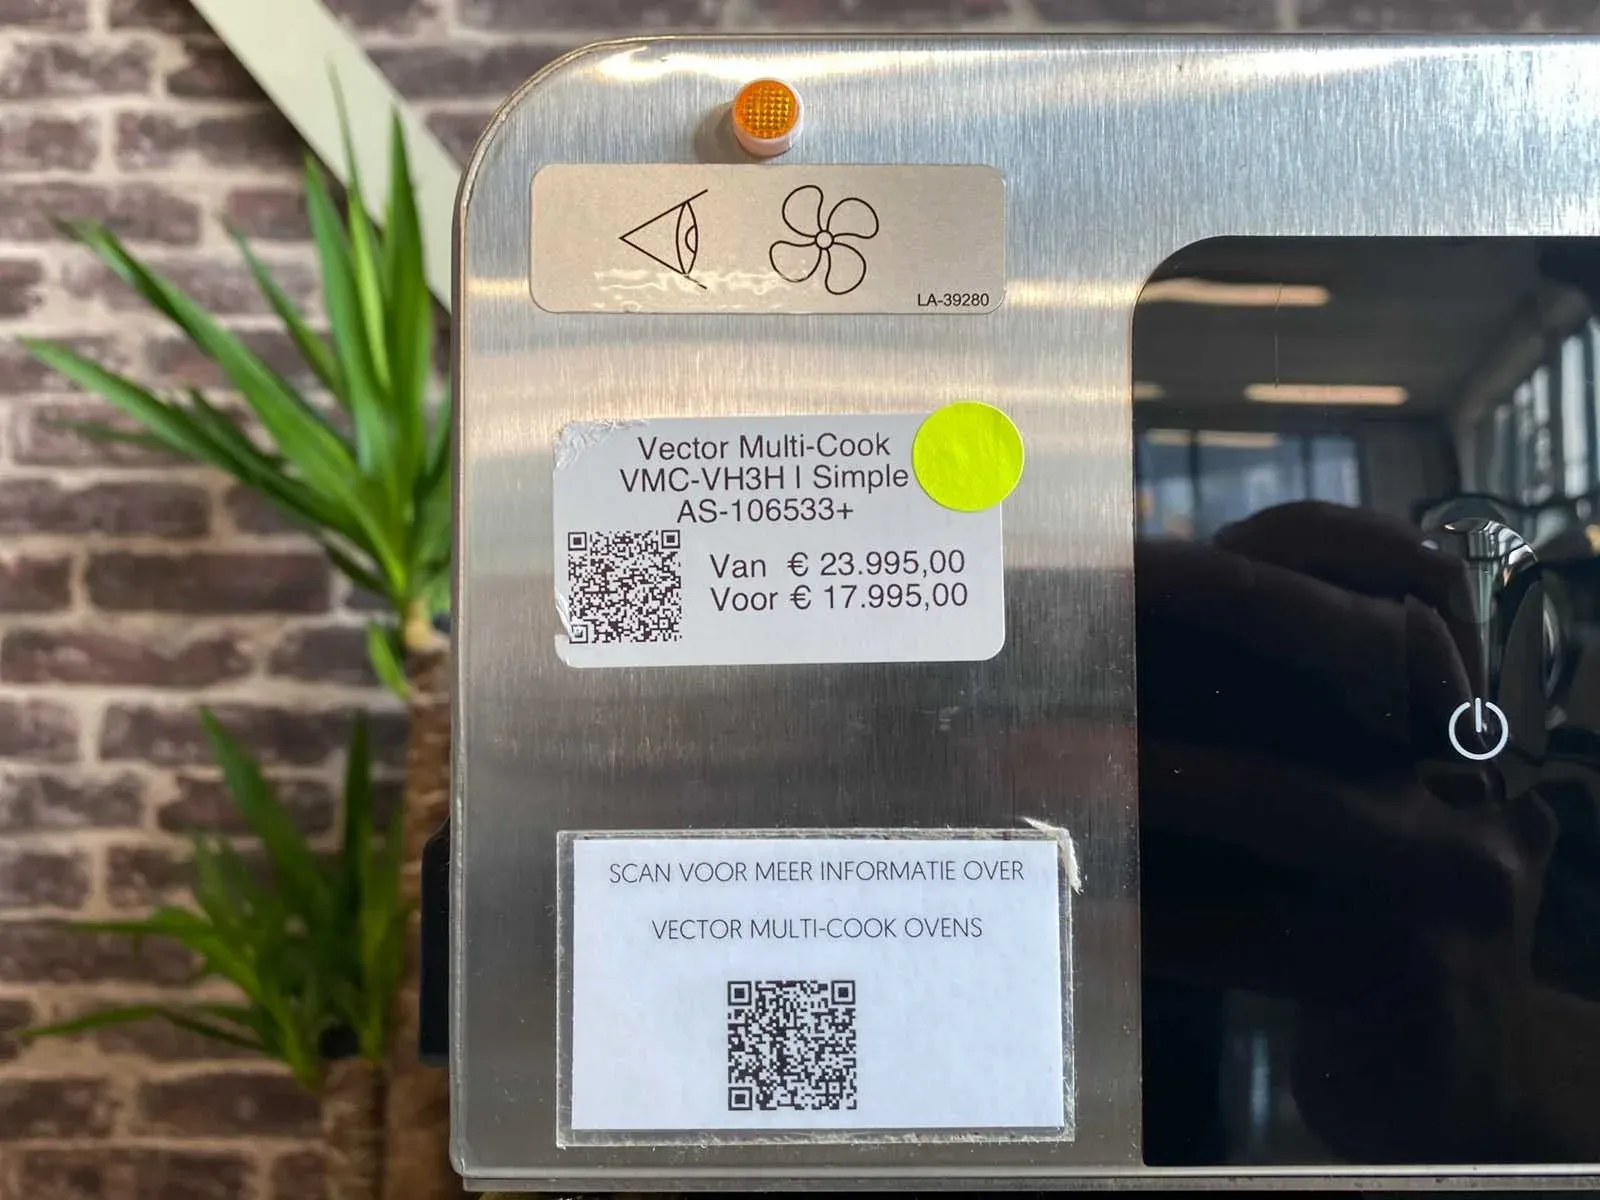 LA-39280
Vector Multi-Cook
VMC-VH3H | Simple
AS-106533+
Van € 23.995,00
Voor € 17.995,00
SCAN VOOR MEER INFORMATIE OVER
VECTOR MULTI-COOK OVENS